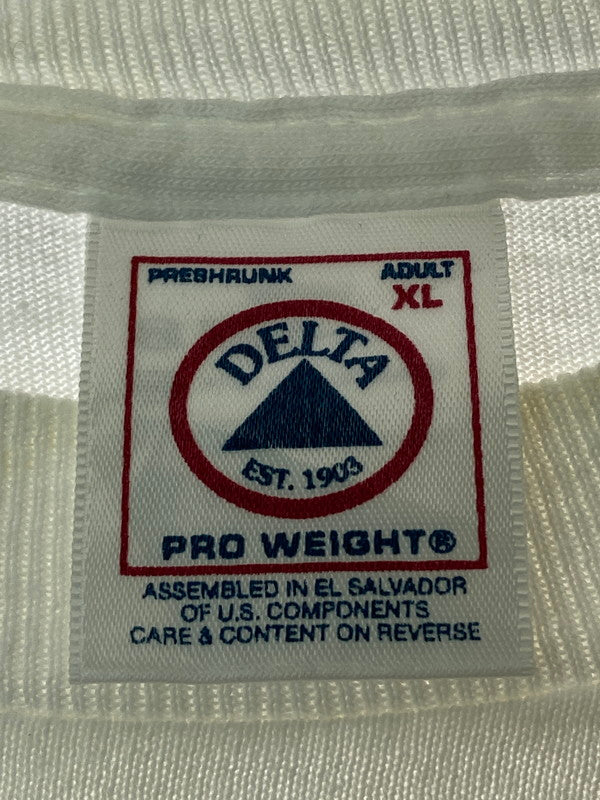 PRESHRUNK ADULT
XL
DELTA
EST. 1903
PRO WEIGHT®
ASSEMBLED IN EL SALVADOR
OF U.S. COMPONENTS
CARE & CONTENT ON REVERSE